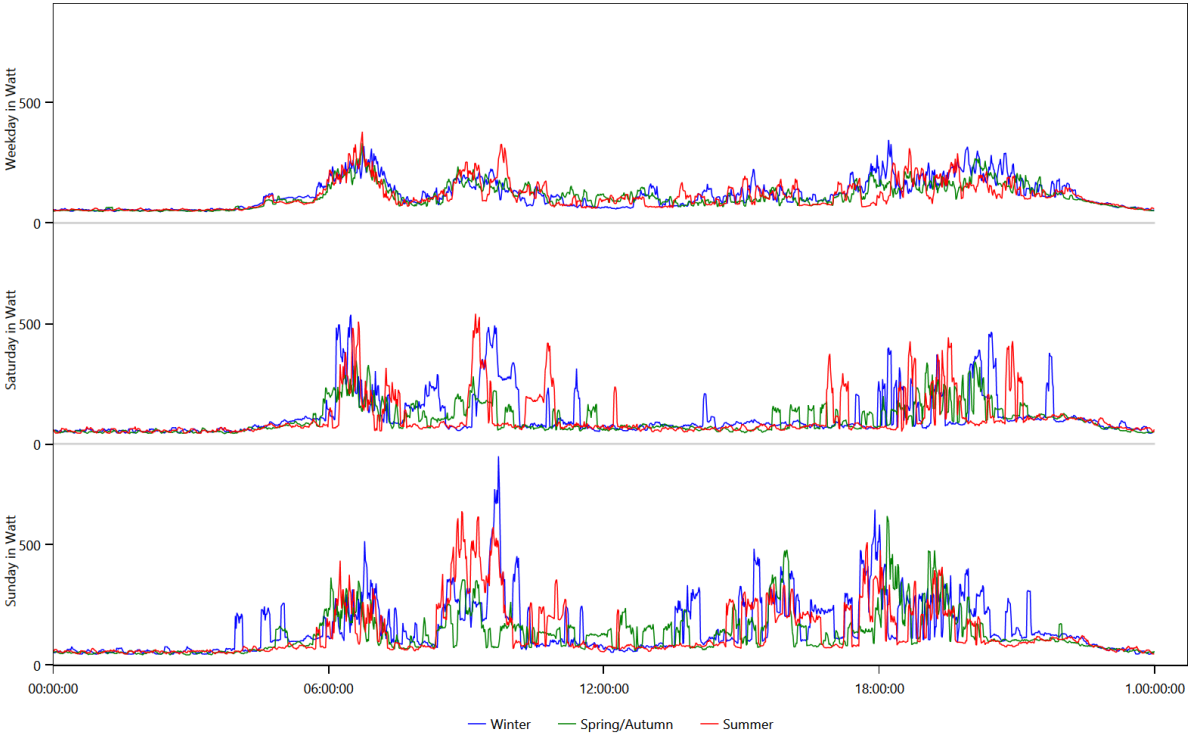 Weekday in Watt
500
0
Saturday in Watt
500
0
Sunday in Watt
500
0
00:00:00 06:00:00 12:00:00 18:00:00 1.00:00:00
Winter Spring/Autumn Summer